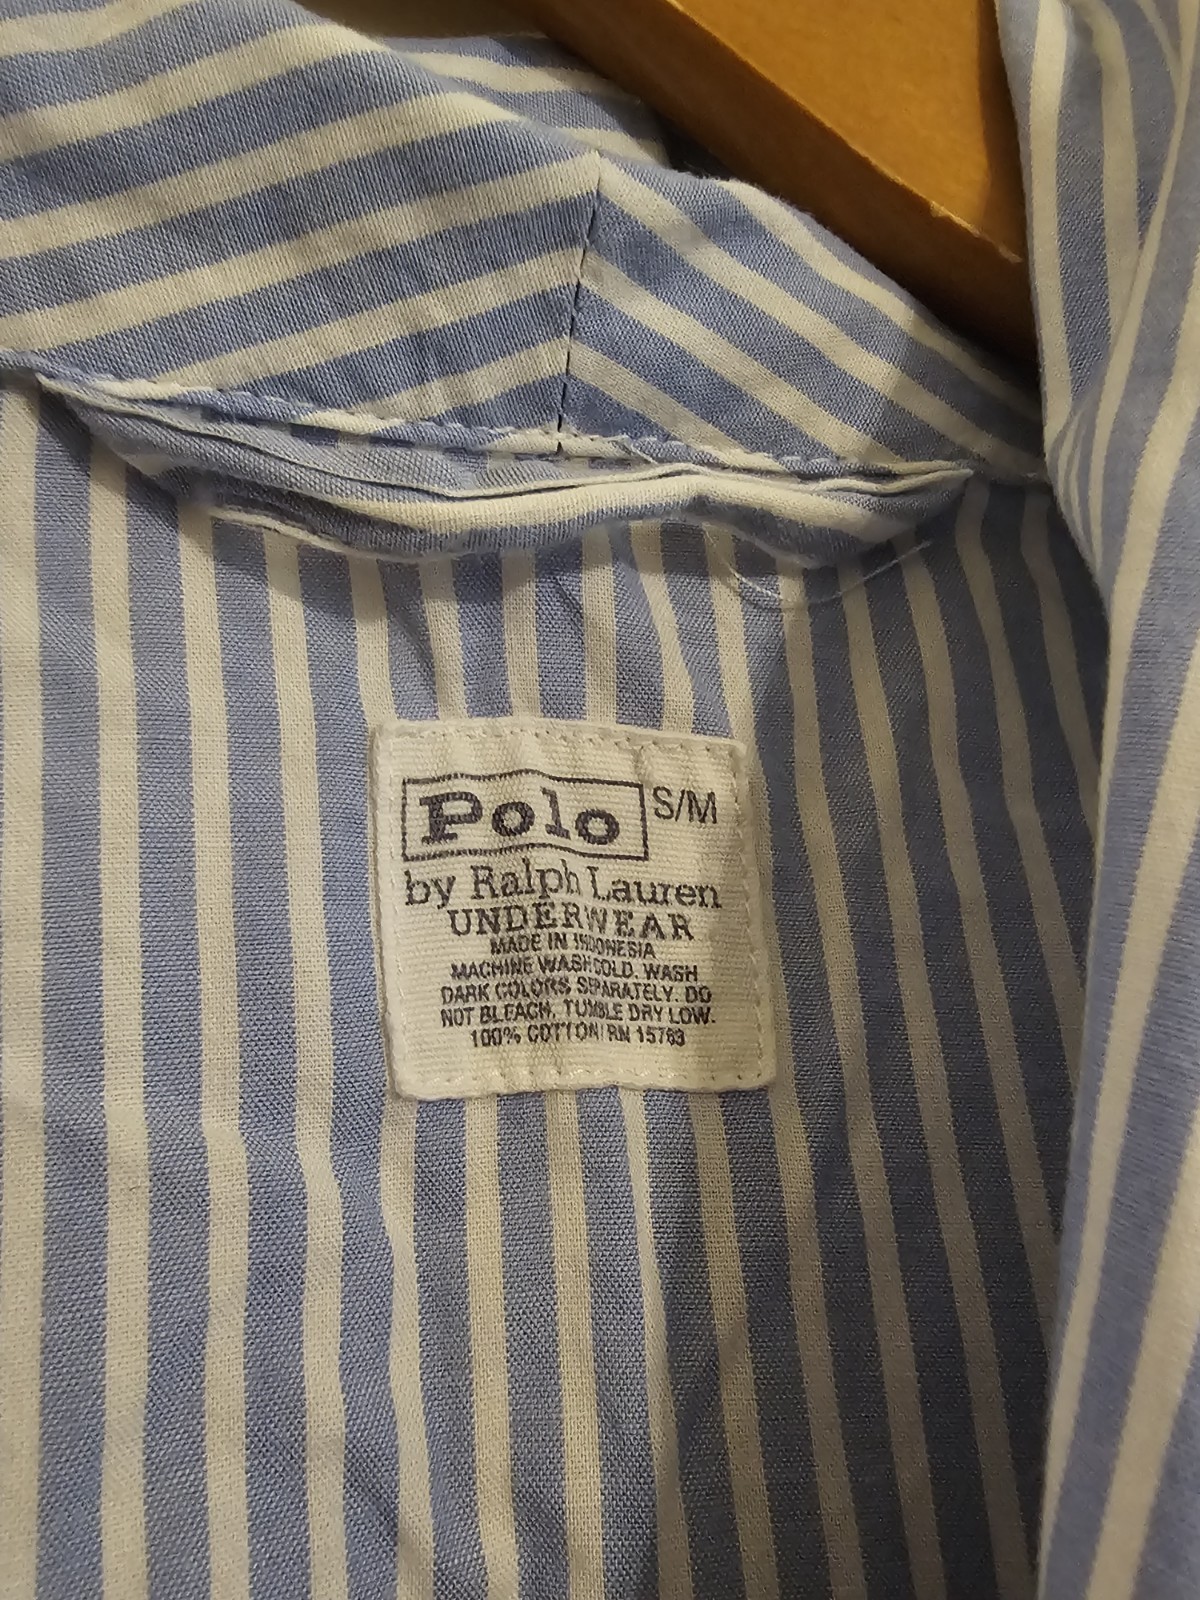 Polo S/M
by Ralph Lauren
UNDERWEAR
MADE IN INDONESIA
MACHINE WASH COLD. WASH
DARK COLORS SEPARATELY. DO
NOT BLEACH, TUMBLE DRY LOW.
100% COTTON/RN 15763